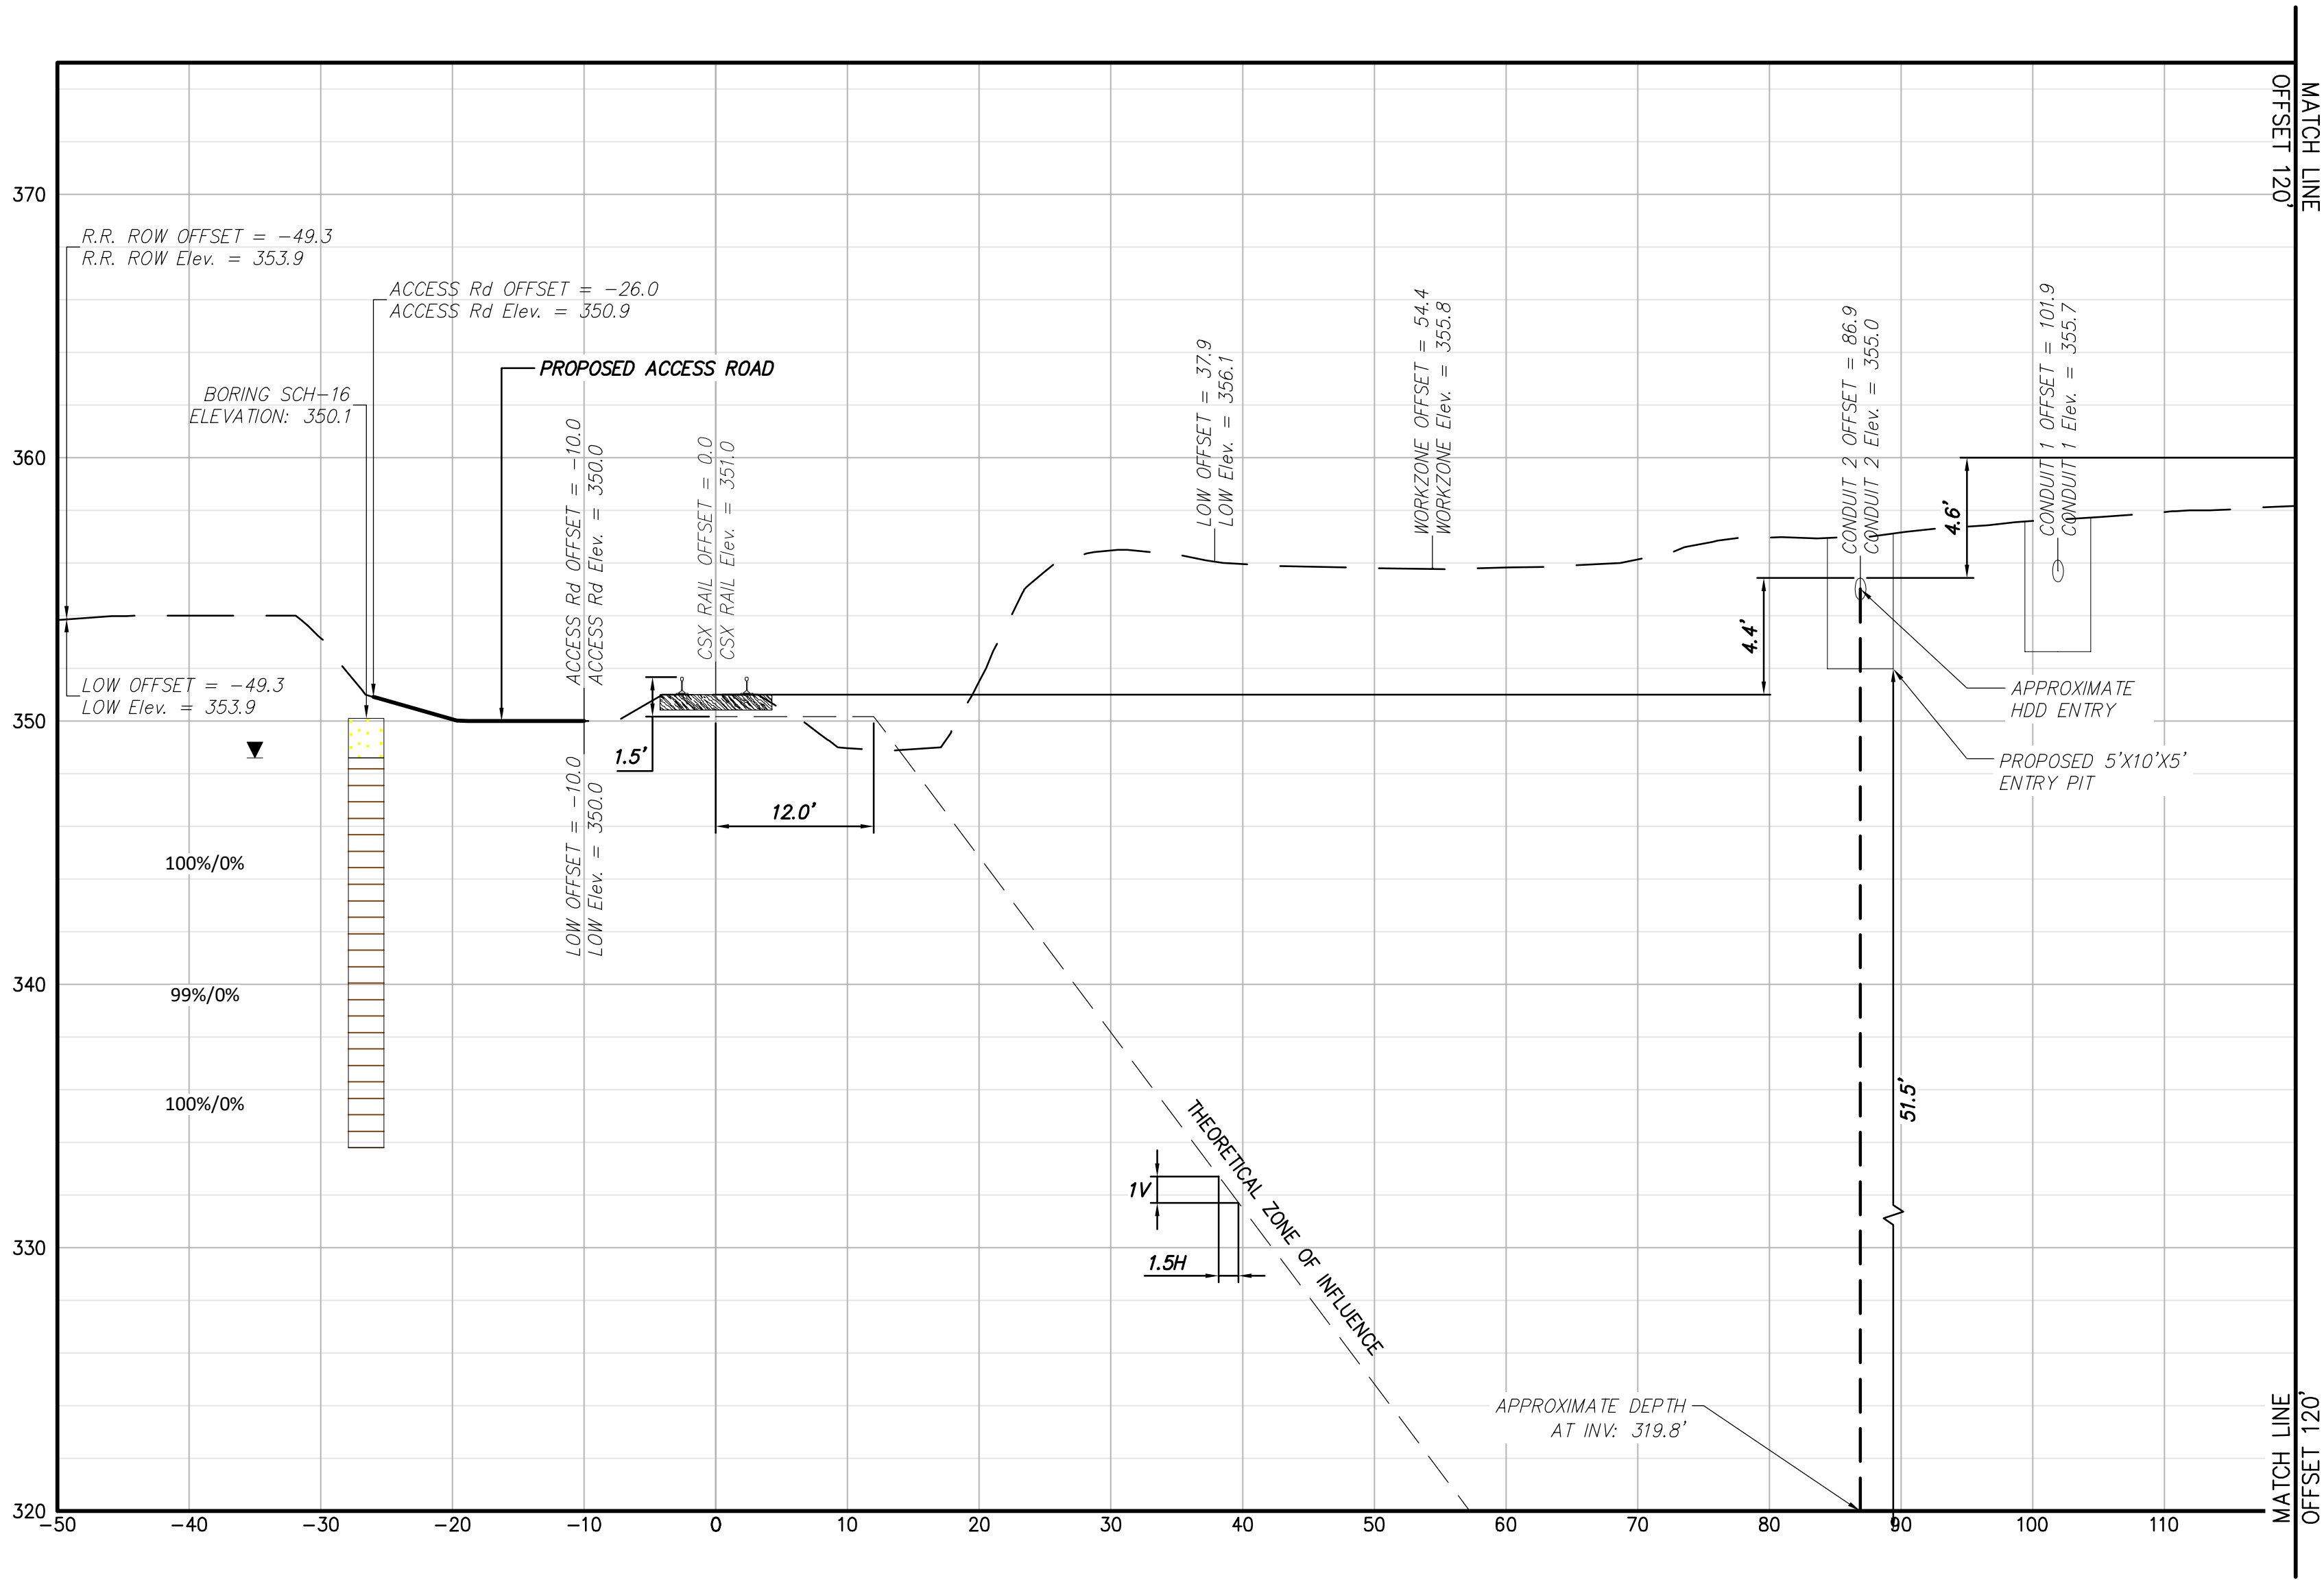 MATCH LINE
OFFSET 120'
370
R.R. ROW OFFSET = -49.3
R.R. ROW Elev. = 353.9
ACCESS Rd OFFSET = -26.0
ACCESS Rd Elev. = 350.9
PROPOSED ACCESS ROAD
BORING SCH-16
ELEVATION: 350.1
360
ACCESS Rd OFFSET = -10.0
ACCESS Rd Elev. = 350.0
CSX RAIL OFFSET = 0.0
CSX RAIL Elev. = 351.0
LOW OFFSET = 37.9
LOW Elev. = 356.1
WORKZONE OFFSET = 54.4
WORKZONE Elev. = 355.8
CONDUIT 2 OFFSET = 86.9
CONDUIT 2 Elev. = 355.0
4.6'
CONDUIT 1 OFFSET = 101.9
CONDUIT 1 Elev. = 355.7
4.4'
LOW OFFSET = -49.3
LOW Elev. = 353.9
APPROXIMATE
HDD ENTRY
350
1.5'
PROPOSED 5'X10'X5'
ENTRY PIT
12.0'
LOW OFFSET = -10.0
LOW Elev. = 350.0
100%/0%
340
99%/0%
100%/0%
51.5'
THEORETICAL ZONE OF INFLUENCE
1V
1.5H
330
APPROXIMATE DEPTH
AT INV: 319.8'
MATCH LINE
OFFSET 120'
320
-50 -40 -30 -20 -10 0 10 20 30 40 50 60 70 80 90 100 110